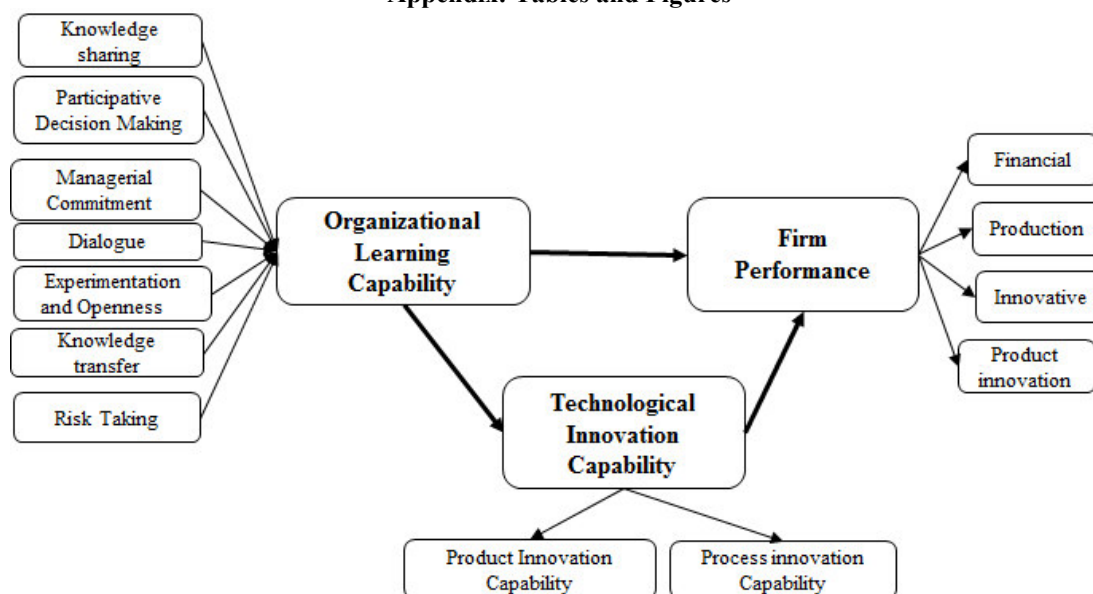 Appendix: Tables and Figures
Knowledge
sharing
Participative
Decision Making
Managerial
Commitment
Dialogue
Experimentation
and Openness
Knowledge
transfer
Risk Taking
Organizational
Learning
Capability
Firm
Performance
Technological
Innovation
Capability
Financial
Production
Innovative
Product
innovation
Product Innovation
Capability
Process innovation
Capability